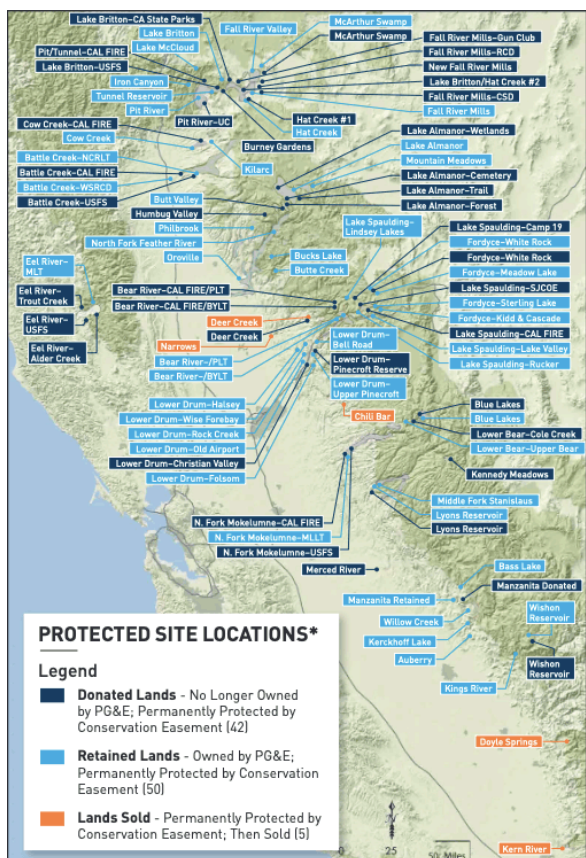 Lake Britton–CA State Parks
Lake Britton
Lake McCloud
Pit/Tunnel–CAL FIRE
Lake Britton–USFS
Iron Canyon
Tunnel Reservoir
Pit River
Pit River–UC
Fall River Valley
McArthur Swamp
McArthur Swamp
Fall River Mills–Gun Club
Fall River Mills–RCD
New Fall River Mills
Lake Britton/Hat Creek #2
Fall River Mills–CSD
Fall River Mills
Hat Creek #1
Hat Creek
Burney Gardens
Cow Creek–CAL FIRE
Cow Creek
Battle Creek–NCRLT
Battle Creek–CAL FIRE
Battle Creek–WSRCD
Battle Creek–USFS
Kilarc
Lake Almanor–Wetlands
Lake Almanor
Mountain Meadows
Lake Almanor–Cemetery
Lake Almanor–Trail
Lake Almanor–Forest
Butt Valley
Humbug Valley
Philbrook
North Fork Feather River
Oroville
Bucks Lake
Butte Creek
Lake Spaulding–
Lindsey Lakes
Lake Spaulding–Camp 19
Fordyce–White Rock
Fordyce–White Rock
Fordyce–Meadow Lake
Lake Spaulding–SJCOE
Fordyce–Sterling Lake
Fordyce–Kidd & Cascade
Lake Spaulding–CAL FIRE
Lake Spaulding–Lake Valley
Lake Spaulding–Rucker
Eel River–
MLT
Eel River–
Trout Creek
Eel River–
USFS
Eel River–
Alder Creek
Bear River–CAL FIRE/PLT
Bear River–CAL FIRE/BYLT
Deer Creek
Deer Creek
Narrows
Bear River–/PLT
Bear River–/BYLT
Lower Drum–
Bell Road
Lower Drum–
Pinecroft Reserve
Lower Drum–
Upper Pinecroft
Lower Drum–Halsey
Lower Drum–Wise Forebay
Lower Drum–Rock Creek
Lower Drum–Old Airport
Lower Drum–Christian Valley
Lower Drum–Folsom
Chili Bar
Blue Lakes
Blue Lakes
Lower Bear–Cole Creek
Lower Bear–Upper Bear
Kennedy Meadows
Middle Fork Stanislaus
Lyons Reservoir
Lyons Reservoir
N. Fork Mokelumne–CAL FIRE
N. Fork Mokelumne–MLLT
N. Fork Mokelumne–USFS
Merced River
Bass Lake
Manzanita Donated
Manzanita Retained
Willow Creek
Kerckhoff Lake
Auberry
Wishon
Reservoir
Wishon
Reservoir
Kings River
Doyle Springs
Kern River
PROTECTED SITE LOCATIONS*
Legend
Donated Lands - No Longer Owned
by PG&E; Permanently Protected by
Conservation Easement (42)
Retained Lands - Owned by PG&E;
Permanently Protected by Conservation
Easement (50)
Lands Sold - Permanently Protected by
Conservation Easement; Then Sold (5)
0 25
50 Miles